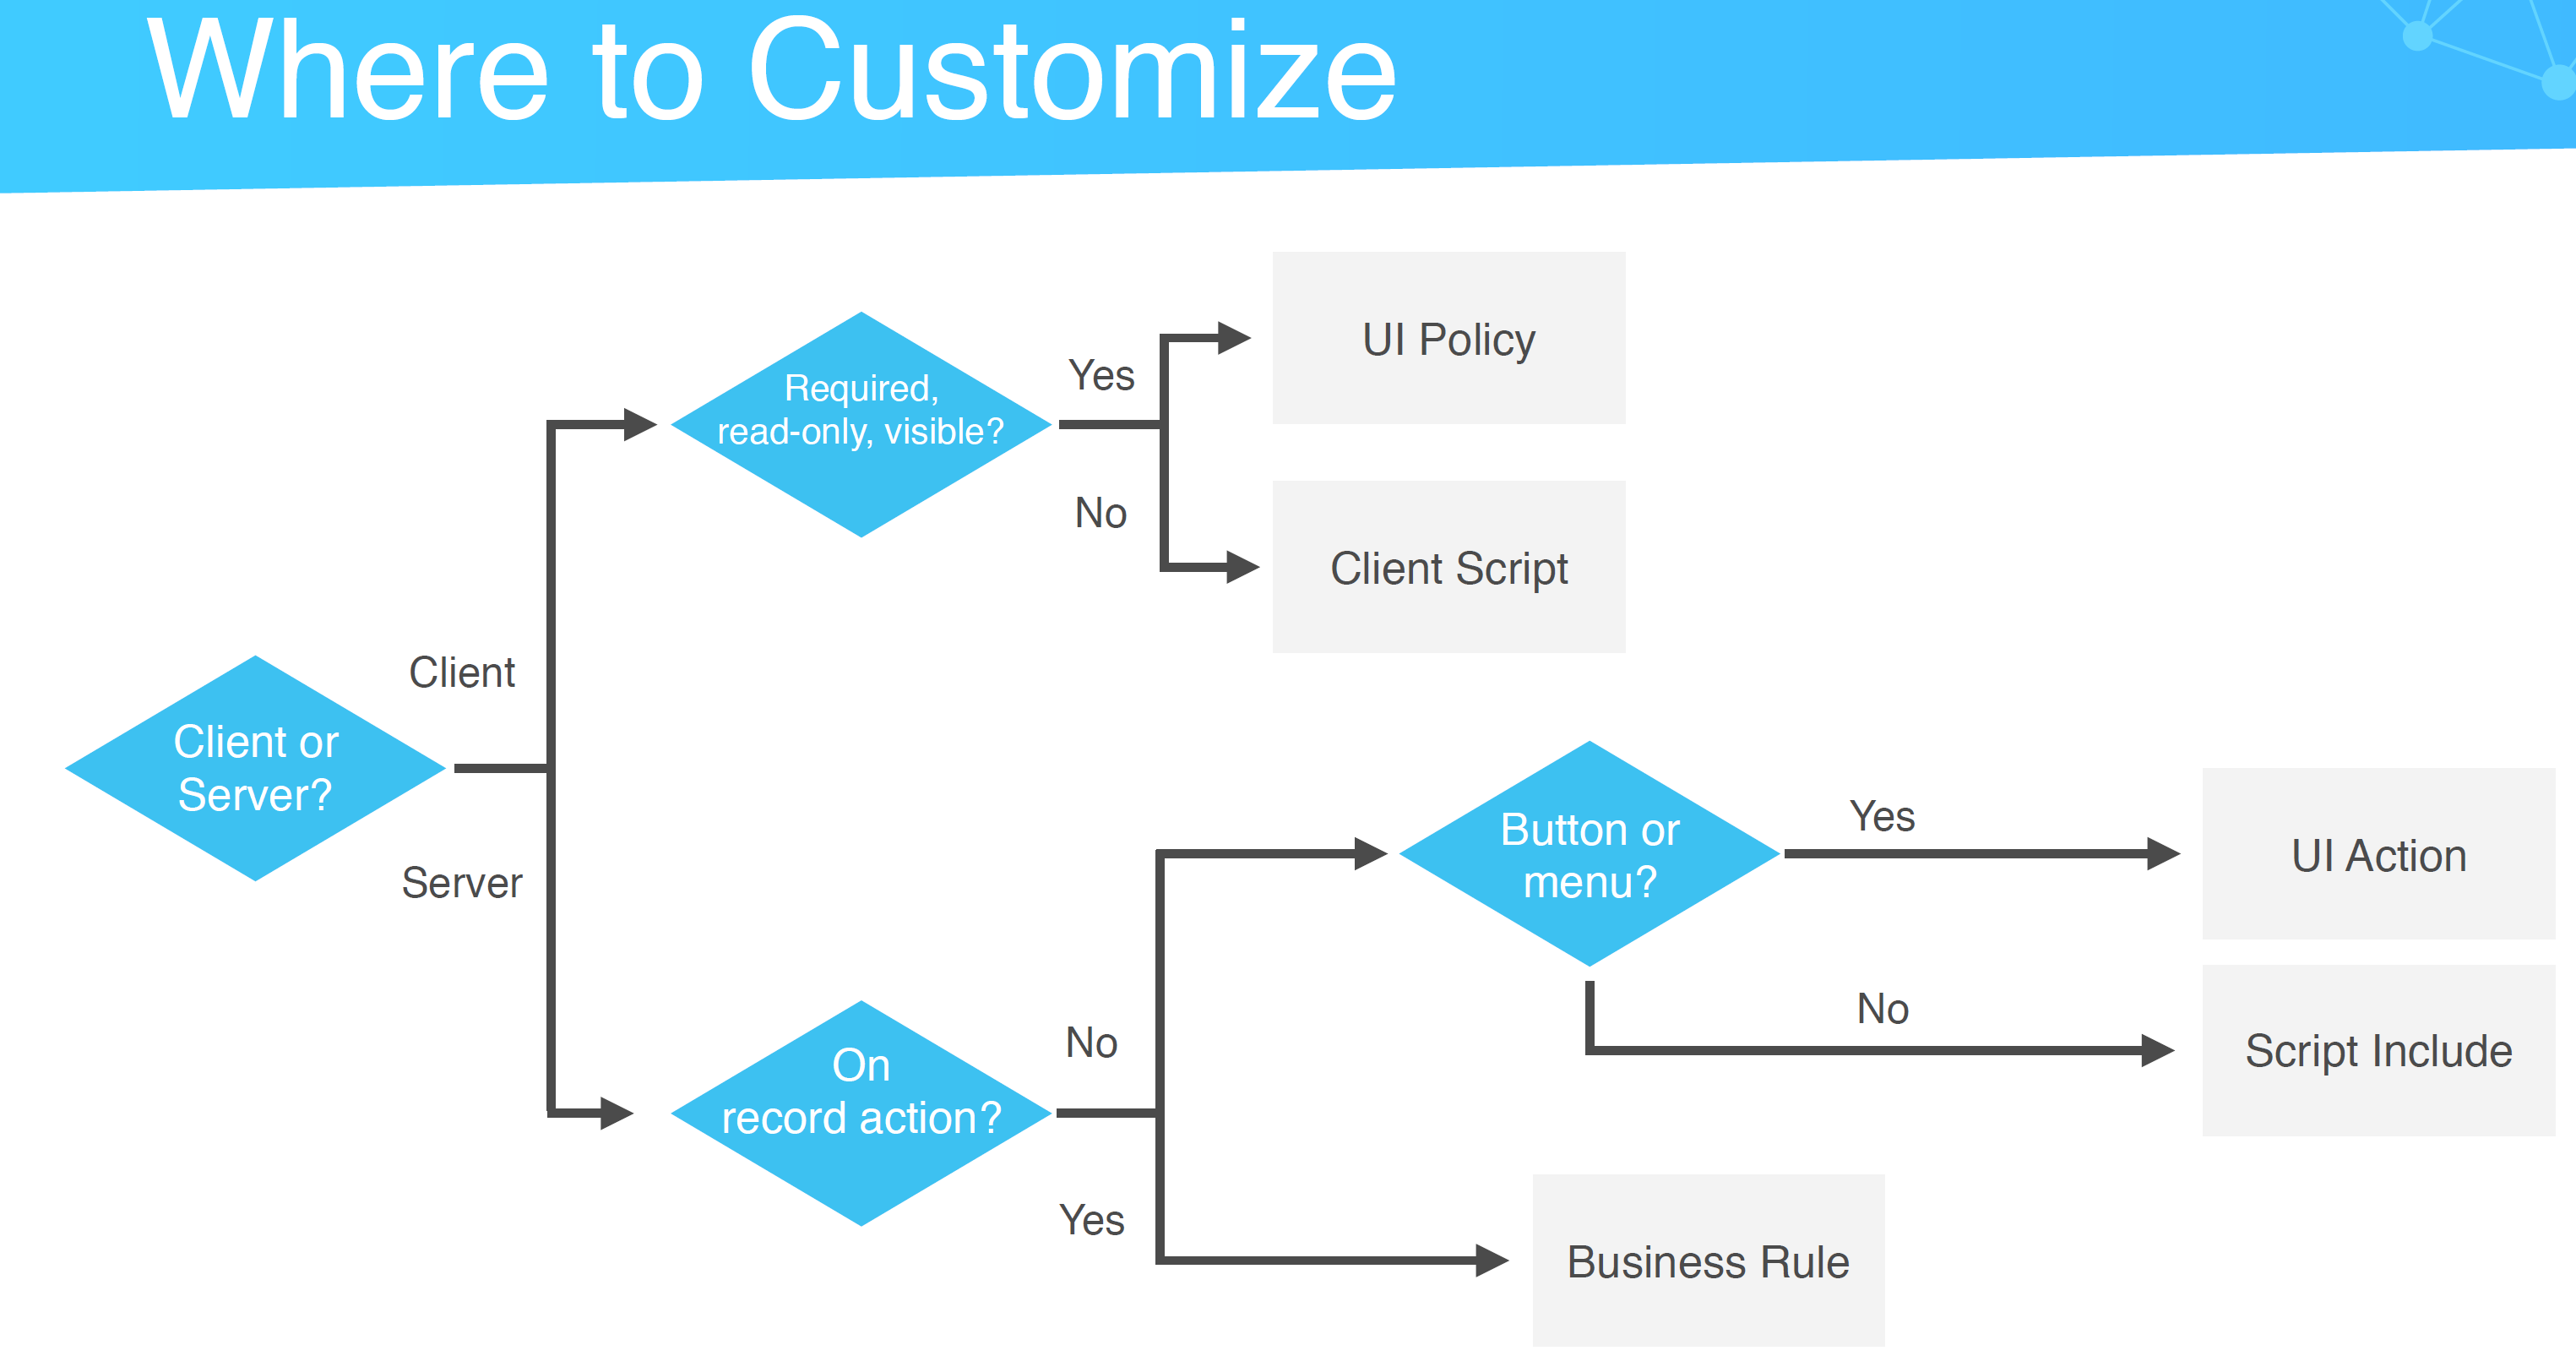 Where to Customize
UI Policy
Required,
read-only, visible?
Yes
No
Client Script
Client
Client or
Server?
Server
Button or
menu?
Yes
UI Action
No
Script Include
On
record action?
No
Yes
Business Rule